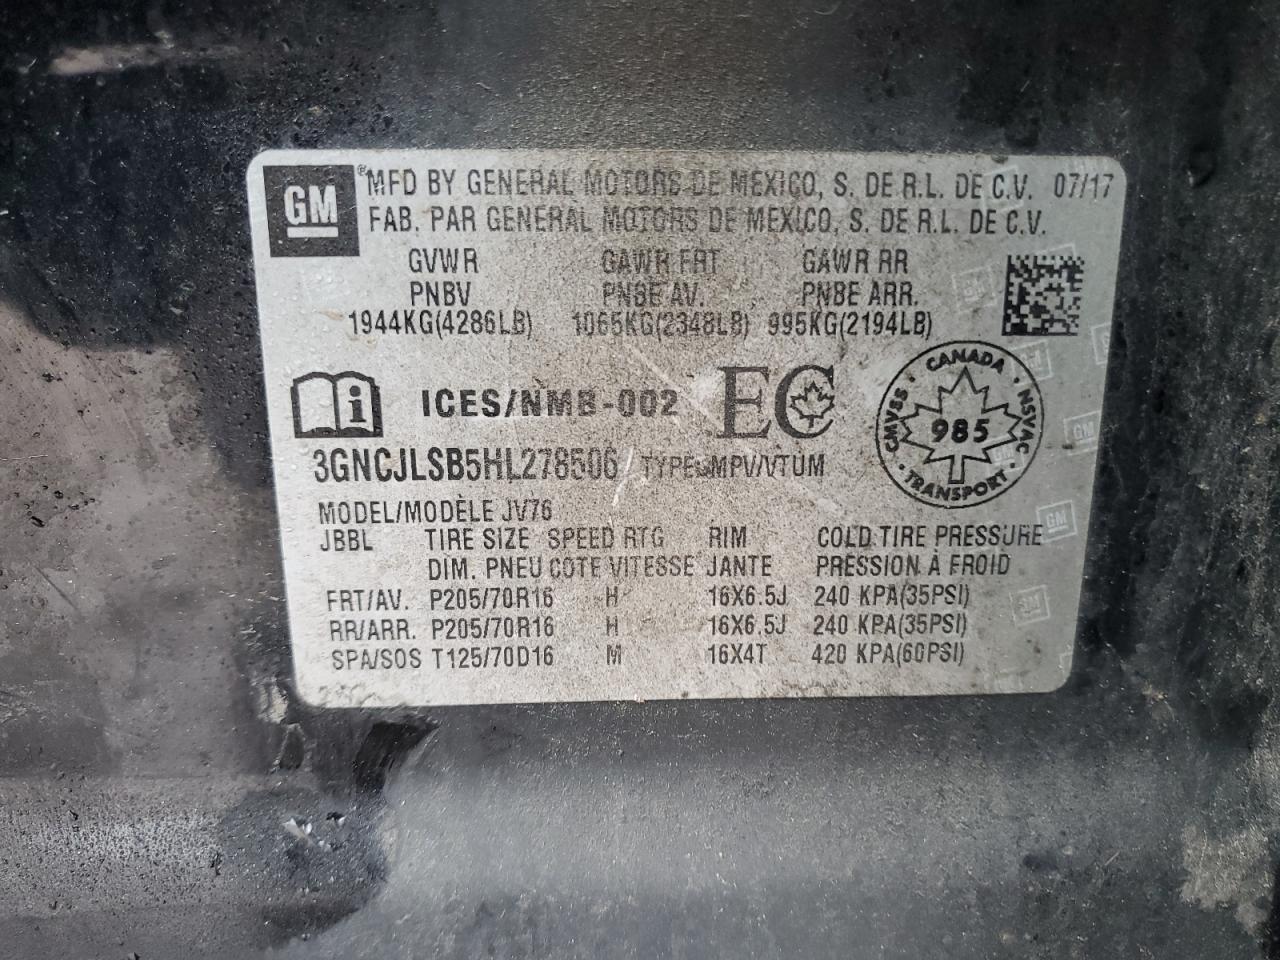 GM ® MFD BY GENERAL MOTORS DE MEXICO, S. DE R.L. DE C.V. 07/17
FAB. PAR GENERAL MOTORS DE MEXICO, S. DE R.L. DE C.V.
GVWR GAWR FRT GAWR RR
PNBV PNBE AV. PNBE ARR.
1944KG(4286LB) 1065KG(2348LB) 995KG(2194LB)
i ICES/NMB-002 EC
CANADA
CMVSS 985 NSVAC
TRANSPORT
3GNCJLSB5HL278506 TYPE: MPV/VTUM
MODEL/MODÈLE JV76
JBBL TIRE SIZE SPEED RTG RIM COLD TIRE PRESSURE
DIM. PNEU COTE VITESSE JANTE PRESSION À FROID
FRT/AV. P205/70R16 H 16X6.5J 240 KPA(35PSI)
RR/ARR. P205/70R16 H 16X6.5J 240 KPA(35PSI)
SPA/SOS T125/70D16 M 16X4T 420 KPA(60PSI)